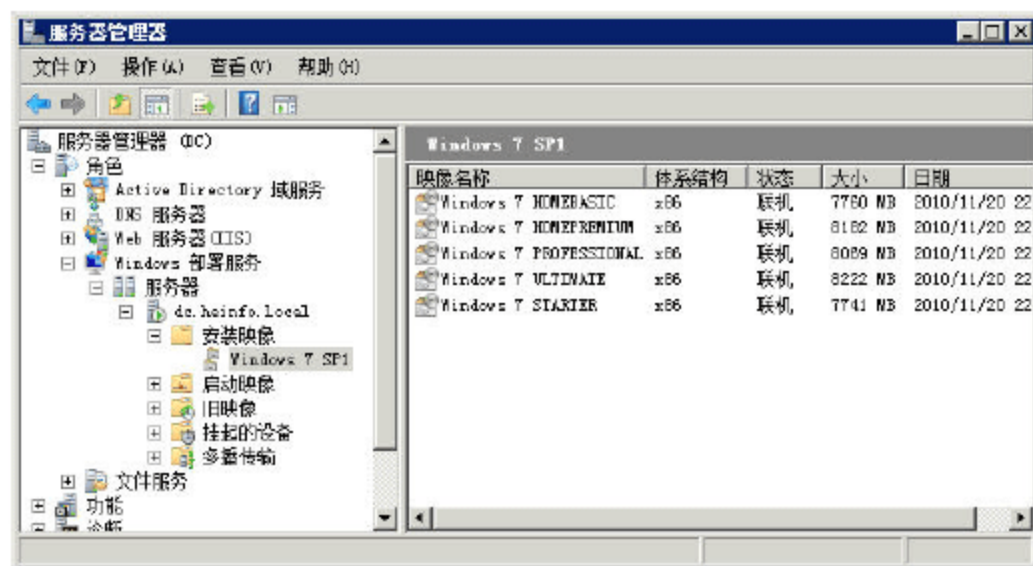 服务器管理器
文件(F) 操作(A) 查看(V) 帮助(H)
服务器管理器 (DC)
角色
Active Directory 域服务
DNS 服务器
Web 服务器(IIS)
Windows 部署服务
服务器
dc.heinfo.local
安装映像
Windows 7 SP1
启动映像
旧映像
挂起的设备
多播传输
文件服务
功能
诊断
Windows 7 SP1
映像名称 体系结构 状态 大小 日期
Windows 7 HOMEBASIC x86 联机 7760 MB 2010/11/20 22
Windows 7 HOMEPREMIUM x86 联机 8182 MB 2010/11/20 22
Windows 7 PROFESSIONAL x86 联机 8089 MB 2010/11/20 22
Windows 7 ULTIMATE x86 联机 8222 MB 2010/11/20 22
Windows 7 STARTER x86 联机 7741 MB 2010/11/20 22